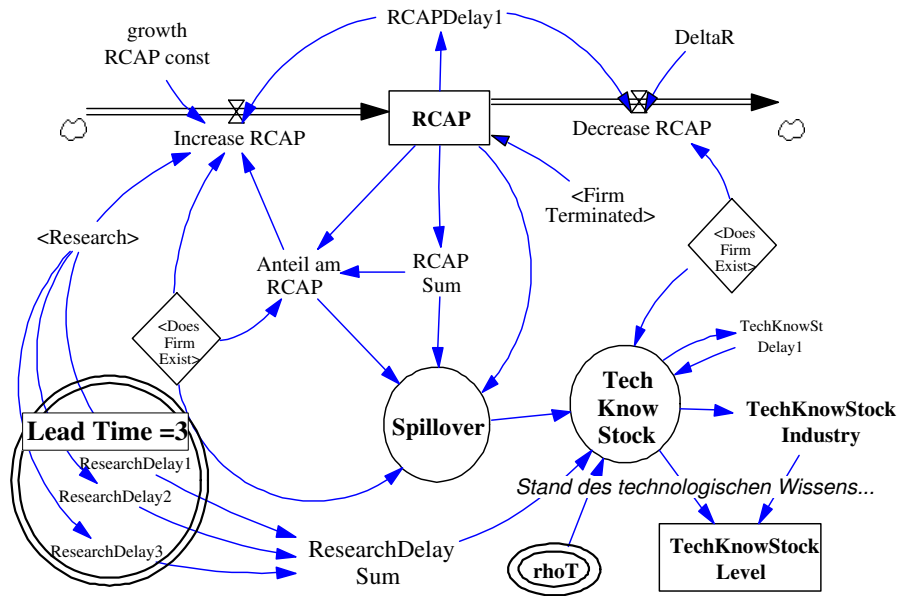 RCAPDelay1
growth
RCAP const
DeltaR
RCAP
Increase RCAP
Decrease RCAP
<Firm
Terminated>
<Research>
<Does
Firm
Exist>
Anteil am
RCAP
RCAP
Sum
<Does
Firm
Exist>
TechKnowSt
Delay1
Tech
Know
Stock
Spillover
TechKnowStock
Industry
Lead Time =3
ResearchDelay1
ResearchDelay2
ResearchDelay3
Stand des technologischen Wissens...
ResearchDelay
Sum
rhoT
TechKnowStock
Level